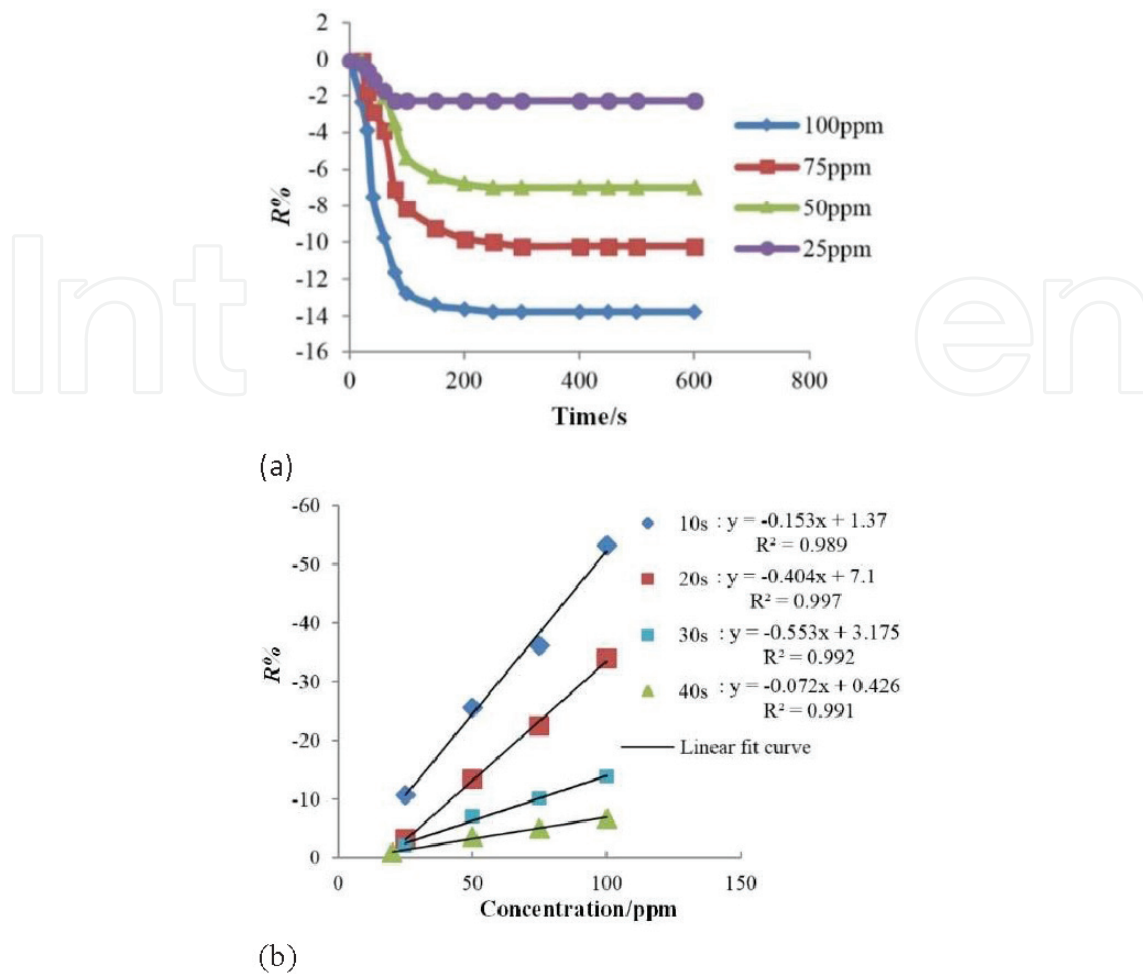 2
0
-2
-4
-6
-8
-10
-12
-14
-16
R%
0 200 400 600 800
Time/s
100ppm
75ppm
50ppm
25ppm
Int en
(a)
-60
-50
-40
-30
-20
-10
0
R%
0 50 100 150
Concentration/ppm
10s : y = -0.153x + 1.37
R² = 0.989
20s : y = -0.404x + 7.1
R² = 0.997
30s : y = -0.553x + 3.175
R² = 0.992
40s : y = -0.072x + 0.426
R² = 0.991
Linear fit curve
(b)